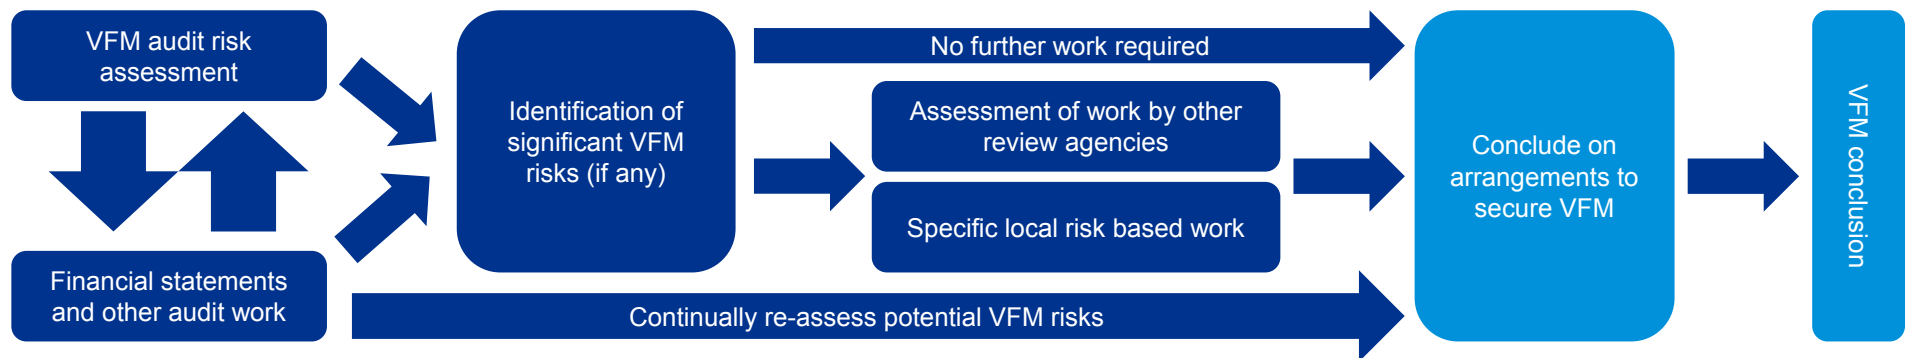 VFM audit risk
assessment
Financial statements
and other audit work
Identification of
significant VFM
risks (if any)
No further work required
Assessment of work by other
review agencies
Specific local risk based work
Continually re-assess potential VFM risks
Conclude on
arrangements to
secure VFM
VFM conclusion